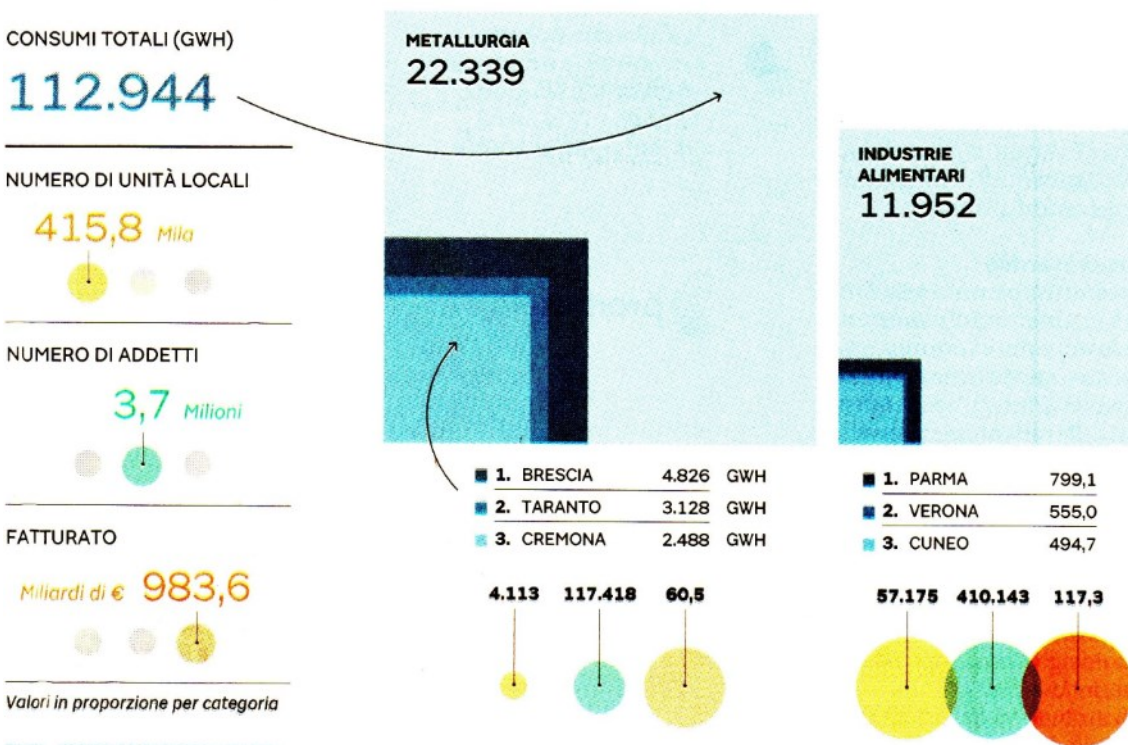 CONSUMI TOTALI (GWH)
112.944
NUMERO DI UNITÀ LOCALI
415,8 Mila
NUMERO DI ADDETTI
3,7 Milioni
FATTURATO
Miliardi di € 983,6
Valori in proporzione per categoria
METALLURGIA
22.339
1. BRESCIA 4.826 GWH
2. TARANTO 3.128 GWH
3. CREMONA 2.488 GWH
4.113 117.418 60,5
INDUSTRIE
ALIMENTARI
11.952
1. PARMA 799,1
2. VERONA 555,0
3. CUNEO 494,7
57.175 410.143 117,3